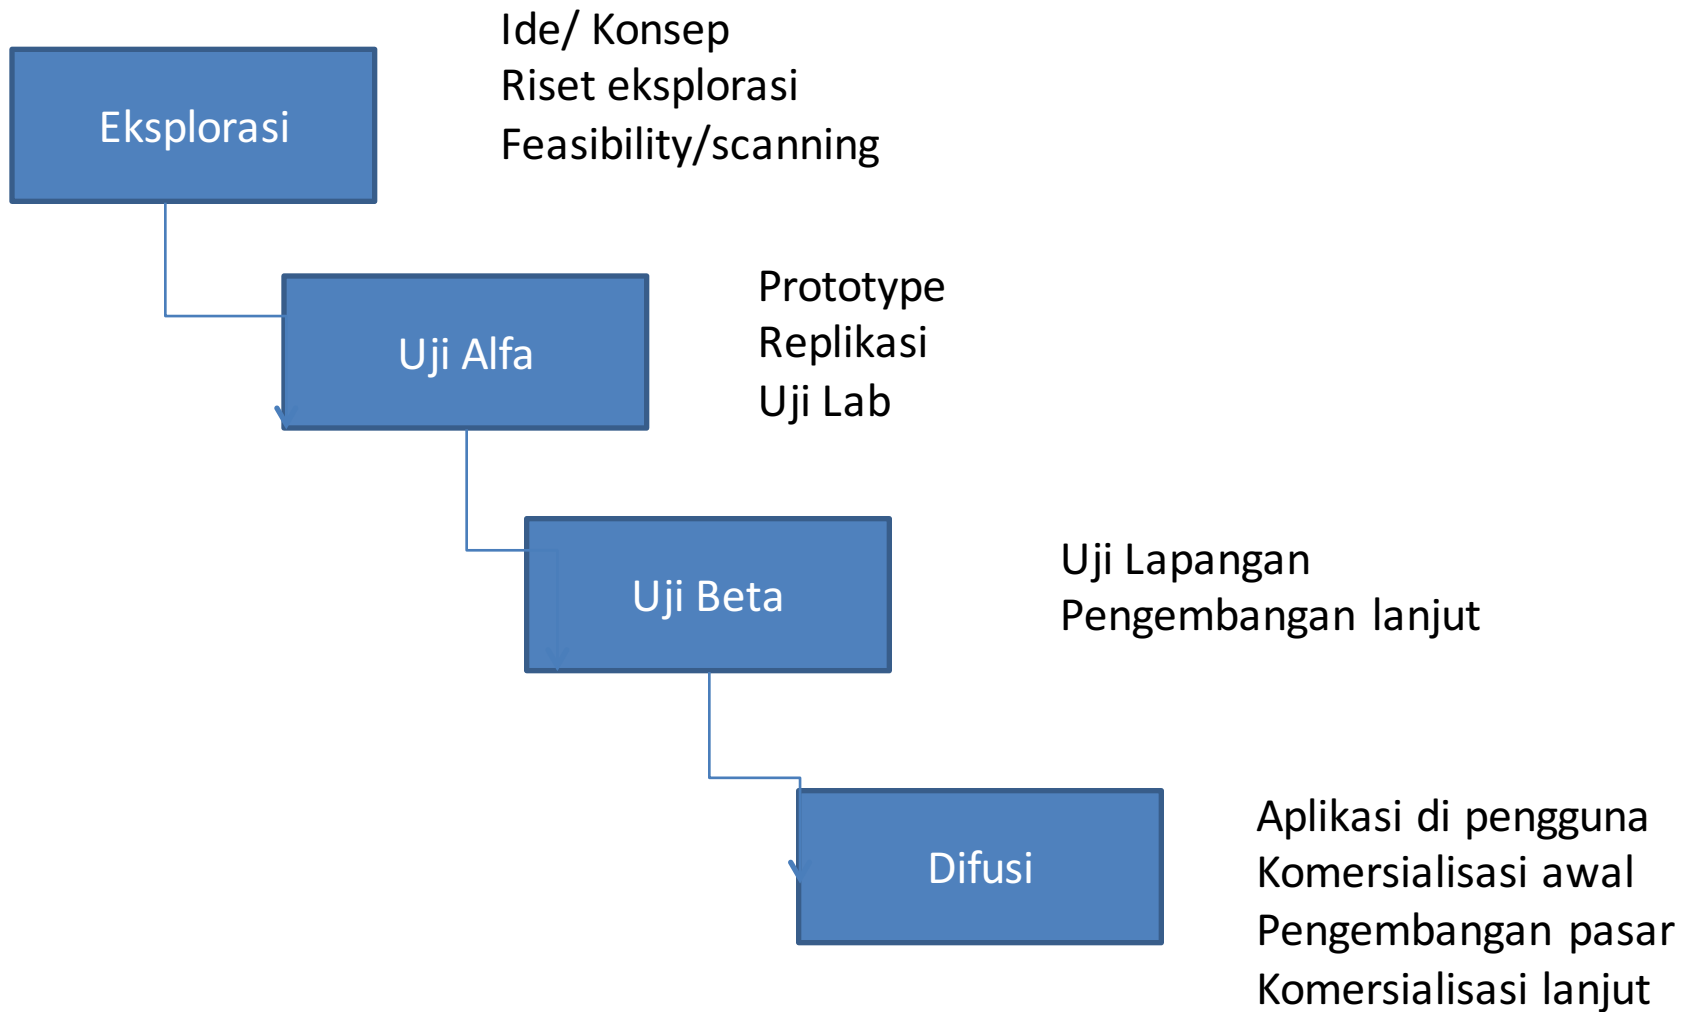 Ide/ Konsep
Riset eksplorasi
Feasibility/scanning
Eksplorasi
Prototype
Replikasi
Uji Lab
Uji Alfa
Uji Lapangan
Pengembangan lanjut
Uji Beta
Aplikasi di pengguna
Komersialisasi awal
Pengembangan pasar
Komersialisasi lanjut
Difusi